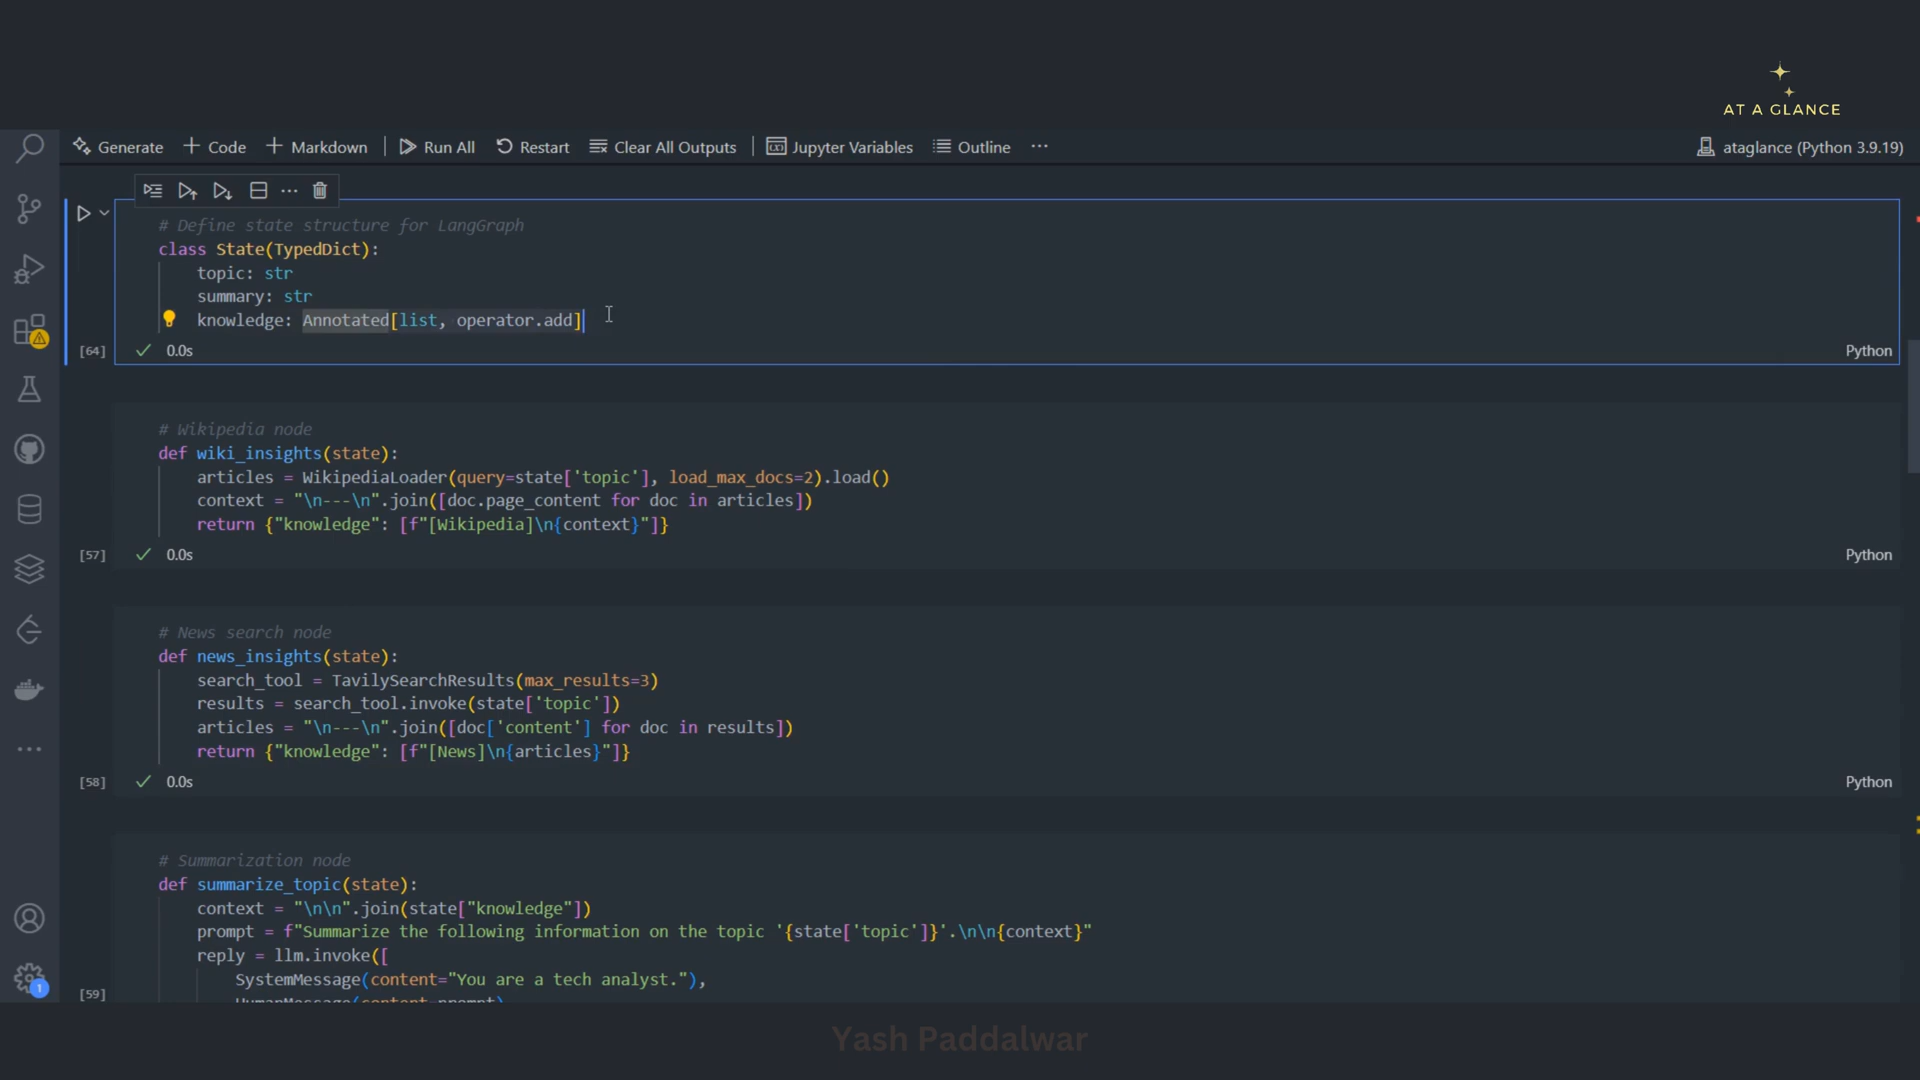 AT A GLANCE
Generate + Code + Markdown Run All Restart Clear All Outputs Jupyter Variables Outline ... ataglance (Python 3.9.19)
# Define state structure for LangGraph
class State(TypedDict):
    topic: str
    summary: str
    knowledge: Annotated[list, operator.add]
[64] 0.0s Python
# Wikipedia node
def wiki_insights(state):
    articles = WikipediaLoader(query=state['topic'], load_max_docs=2).load()
    context = "\n---\n".join([doc.page_content for doc in articles])
    return {"knowledge": [f"[Wikipedia]\n{context}"]}
[57] 0.0s Python
# News search node
def news_insights(state):
    search_tool = TavilySearchResults(max_results=3)
    results = search_tool.invoke(state['topic'])
    articles = "\n---\n".join([doc['content'] for doc in results])
    return {"knowledge": [f"[News]\n{articles}"]}
[58] 0.0s Python
# Summarization node
def summarize_topic(state):
    context = "\n\n".join(state["knowledge"])
    prompt = f"Summarize the following information on the topic '{state['topic']}'.\n\n{context}"
    reply = llm.invoke([
        SystemMessage(content="You are a tech analyst."),
        HumanMessage(content=prompt)
[59]
1
Yash Paddalwar